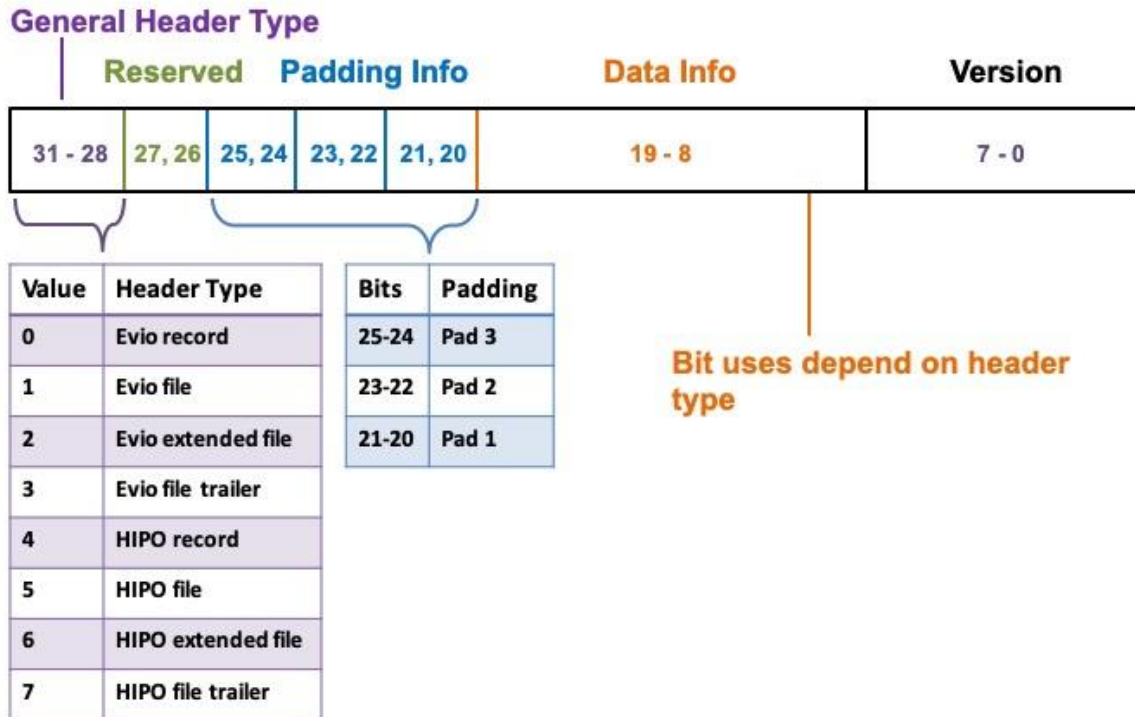 General Header Type
Reserved Padding Info Data Info Version
31 - 28 27, 26 25, 24 23, 22 21, 20 19 - 8 7 - 0
Value Header Type
0 Evio record
1 Evio file
2 Evio extended file
3 Evio file trailer
4 HIPO record
5 HIPO file
6 HIPO extended file
7 HIPO file trailer
Bits Padding
25-24 Pad 3
23-22 Pad 2
21-20 Pad 1
Bit uses depend on header
type